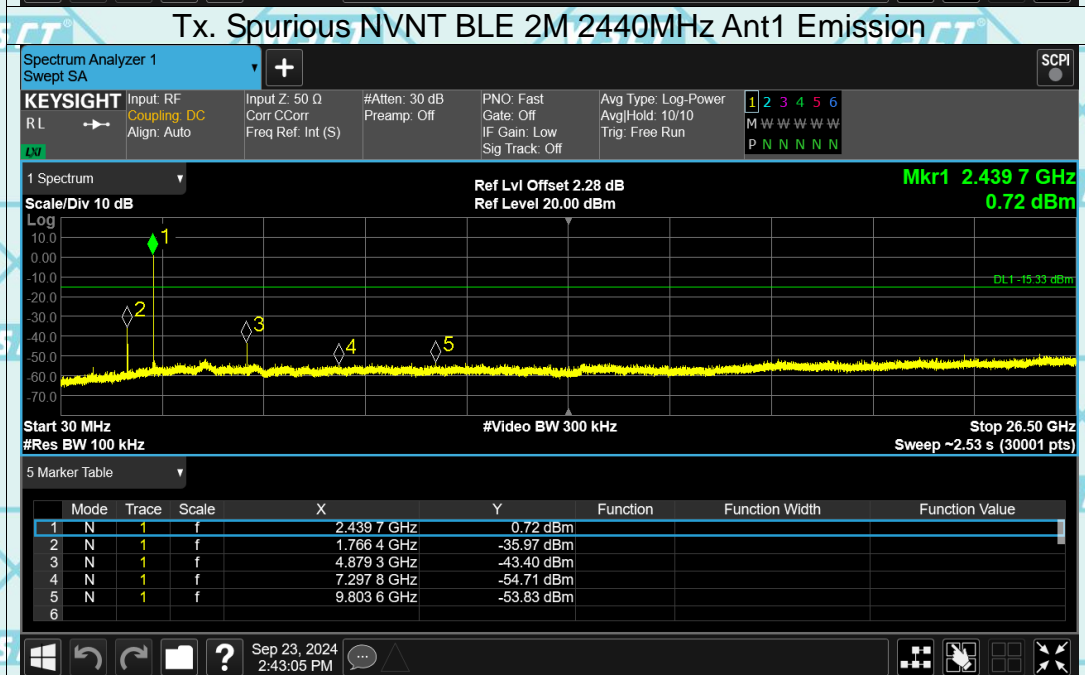 Tx. Spurious NVNT BLE 2M 2440MHz Ant1 Emission
Spectrum Analyzer 1
Swept SA
+
SCPI
KEYSIGHT Input: RF Input Z: 50 Ω #Atten: 30 dB PNO: Fast Avg Type: Log-Power 1 2 3 4 5 6
R L Coupling: DC Corr CCorr Preamp: Off Gate: Off Avg|Hold: 10/10 M W W W W W
Align: Auto Freq Ref: Int (S) IF Gain: Low Trig: Free Run P N N N N N
LXI Sig Track: Off
1 Spectrum
Ref Lvl Offset 2.28 dB
Mkr1 2.439 7 GHz
Scale/Div 10 dB
Ref Level 20.00 dBm
0.72 dBm
Log
10.0
0.00
-10.0
-20.0
-30.0
-40.0
-50.0
-60.0
-70.0
1
2
3
4
5
DL1 -15.33 dBm
Start 30 MHz #Video BW 300 kHz Stop 26.50 GHz
#Res BW 100 kHz Sweep ~2.53 s (30001 pts)
5 Marker Table
Mode Trace Scale X Y Function Function Width Function Value
1 N 1 f 2.439 7 GHz 0.72 dBm
2 N 1 f 1.766 4 GHz -35.97 dBm
3 N 1 f 4.879 3 GHz -43.40 dBm
4 N 1 f 7.297 8 GHz -54.71 dBm
5 N 1 f 9.803 6 GHz -53.83 dBm
6
? Sep 23, 2024
2:43:05 PM